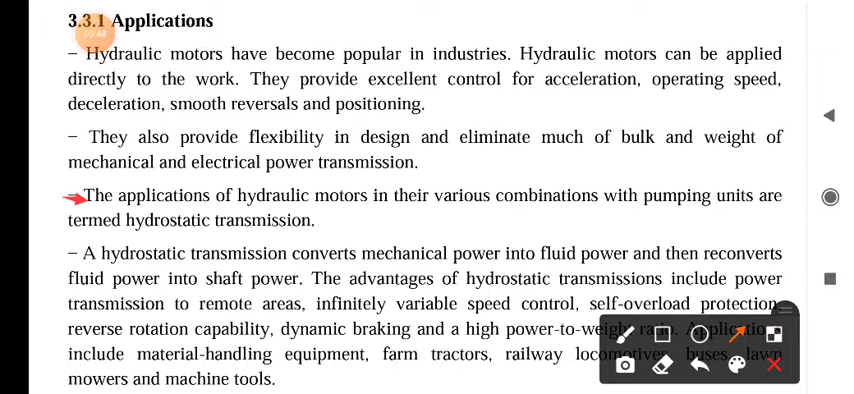 3.3.1 Applications
09:48
– Hydraulic motors have become popular in industries. Hydraulic motors can be applied
directly to the work. They provide excellent control for acceleration, operating speed,
deceleration, smooth reversals and positioning.
– They also provide flexibility in design and eliminate much of bulk and weight of
mechanical and electrical power transmission.
– The applications of hydraulic motors in their various combinations with pumping units are
termed hydrostatic transmission.
– A hydrostatic transmission converts mechanical power into fluid power and then reconverts
fluid power into shaft power. The advantages of hydrostatic transmissions include power
transmission to remote areas, infinitely variable speed control, self-overload protection,
reverse rotation capability, dynamic braking and a high power-to-weight ratio. Applications
include material-handling equipment, farm tractors, railway locomotives, buses, lawn
mowers and machine tools.